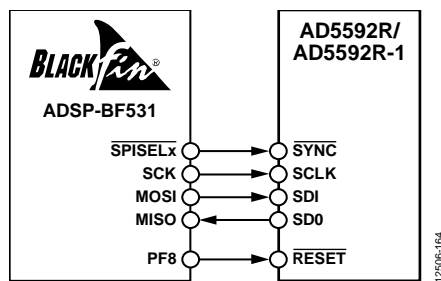 BLACKfin®
ADSP-BF531
SPISELx
SCK
MOSI
MISO
PF8
AD5592R/
AD5592R-1
SYNC
SCLK
SDI
SD0
RESET
12506-164